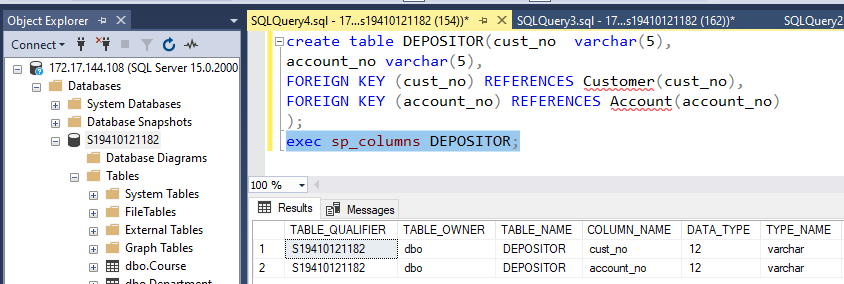 Object Explorer
Connect
172.17.144.108 (SQL Server 15.0.2000
Databases
System Databases
Database Snapshots
S19410121182
Database Diagrams
Tables
System Tables
FileTables
External Tables
Graph Tables
dbo.Course
dbo.Department
SQLQuery4.sql - 17...s19410121182 (154))*
SQLQuery3.sql - 17...s19410121182 (162))*
SQLQuery2
create table DEPOSITOR(cust_no varchar(5),
account_no varchar(5),
FOREIGN KEY (cust_no) REFERENCES Customer(cust_no),
FOREIGN KEY (account_no) REFERENCES Account(account_no)
);
exec sp_columns DEPOSITOR;
100 %
Results Messages
TABLE_QUALIFIER TABLE_OWNER TABLE_NAME COLUMN_NAME DATA_TYPE TYPE_NAME
1 S19410121182 dbo DEPOSITOR cust_no 12 varchar
2 S19410121182 dbo DEPOSITOR account_no 12 varchar